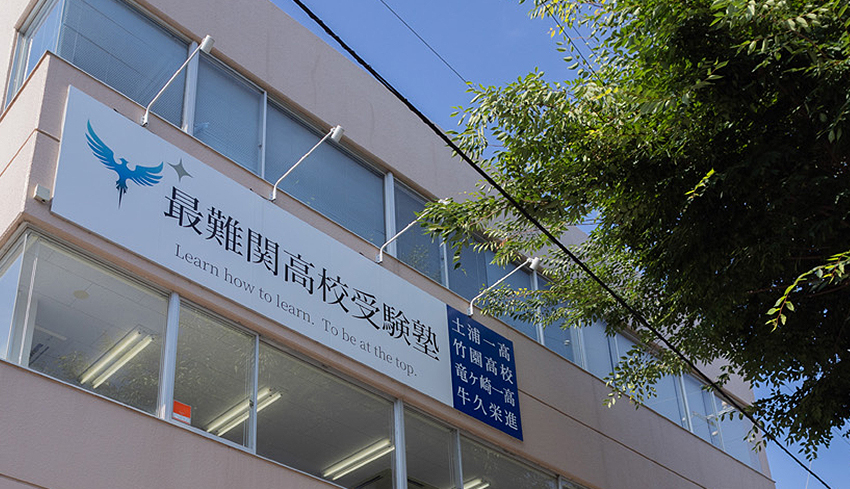 最難関高校受験塾
Learn how to learn. To be at the top.
土浦一高
竹園高校
竜ヶ崎一高
牛久栄進